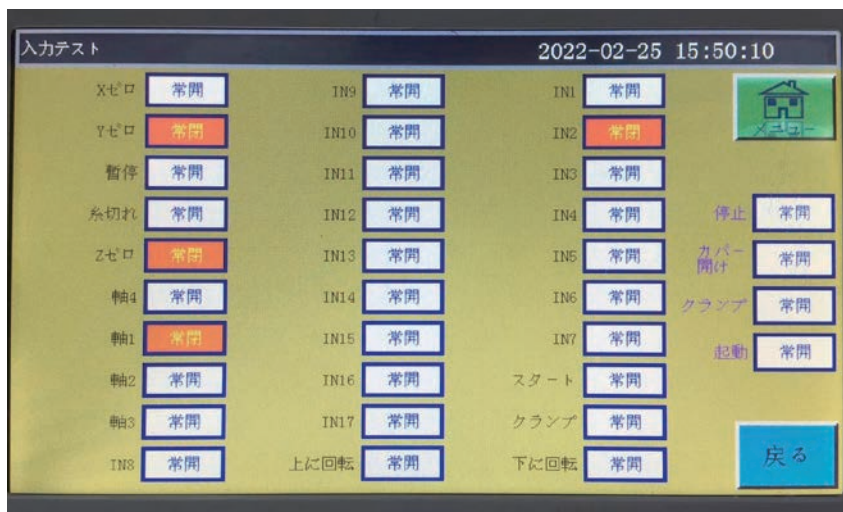 入力テスト 2022-02-25 15:50:10
Xゼロ 常開 IN9 常開 IN1 常開
Yゼロ 常閉 IN10 常開 IN2 常閉 メニュー
暂停 常開 IN11 常開 IN3 常開
糸切れ 常開 IN12 常開 IN4 常開 停止 常開
Zゼロ 常閉 IN13 常開 IN5 常開 カバー開け 常開
軸4 常開 IN14 常開 IN6 常開 クランプ 常開
軸1 常閉 IN15 常開 IN7 常開 起動 常開
軸2 常開 IN16 常開 スタート 常開
軸3 常開 IN17 常開 クランプ 常開
IN8 常開 上に回転 常開 下に回転 常開 戻る